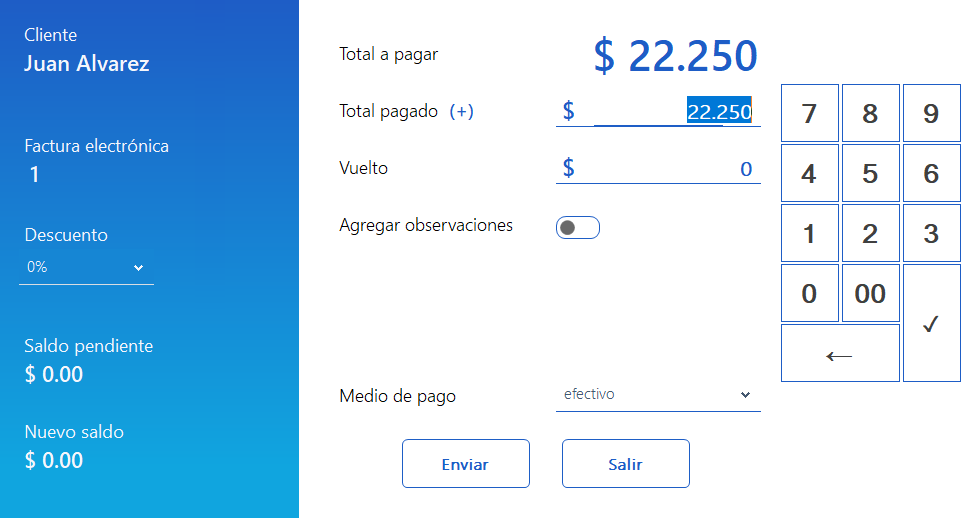 Cliente
Juan Alvarez
Factura electrónica
1
Descuento
0%
Saldo pendiente
$ 0.00
Nuevo saldo
$ 0.00
Total a pagar
$ 22.250
Total pagado (+)
$ 22.250
Vuelto
$ 0
Agregar observaciones
Medio de pago
efectivo
Enviar
Salir
7 8 9
4 5 6
1 2 3
0 00
✓
←